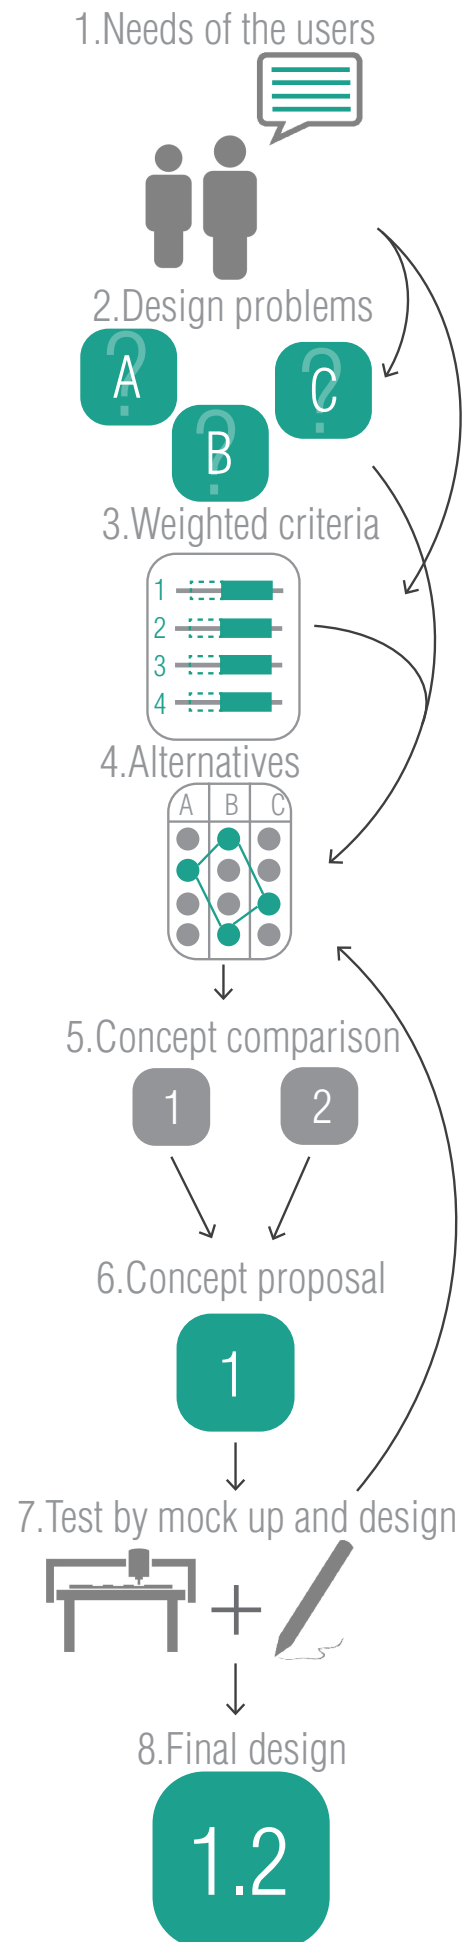 1.Needs of the users
2.Design problems
? A
? C
? B
3.Weighted criteria
1
2
3
4
4.Alternatives
A B C
5.Concept comparison
1 2
6.Concept proposal
1
7.Test by mock up and design
+
8.Final design
1.2